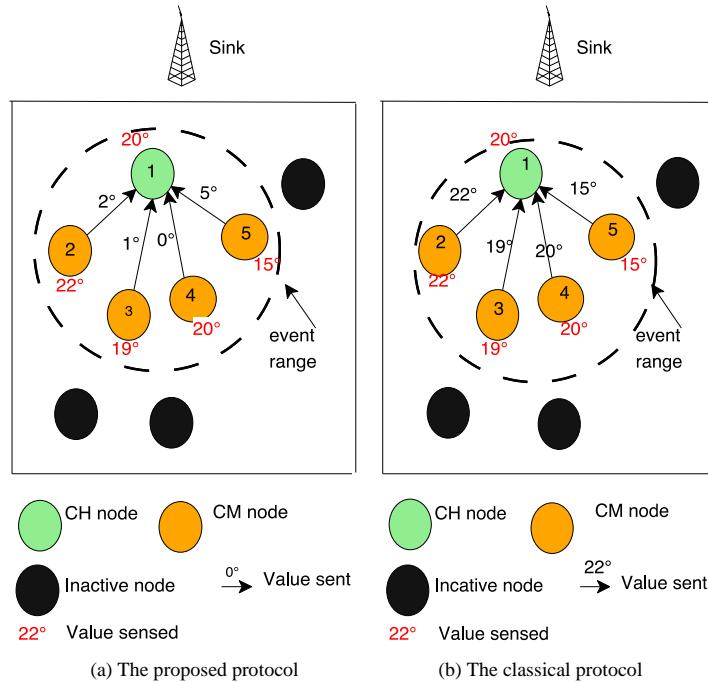 Sink
20°
1
2°
5°
2
1°
0°
5
22°
15°
3
4
19°
20°
event
range
CH node
CM node
Inactive node
0°
Value sent
22°
Value sensed
(a) The proposed protocol
Sink
20°
1
22°
15°
2
19°
20°
5
22°
15°
3
4
19°
20°
event
range
CH node
CM node
Incative node
22°
Value sent
22°
Value sensed
(b) The classical protocol